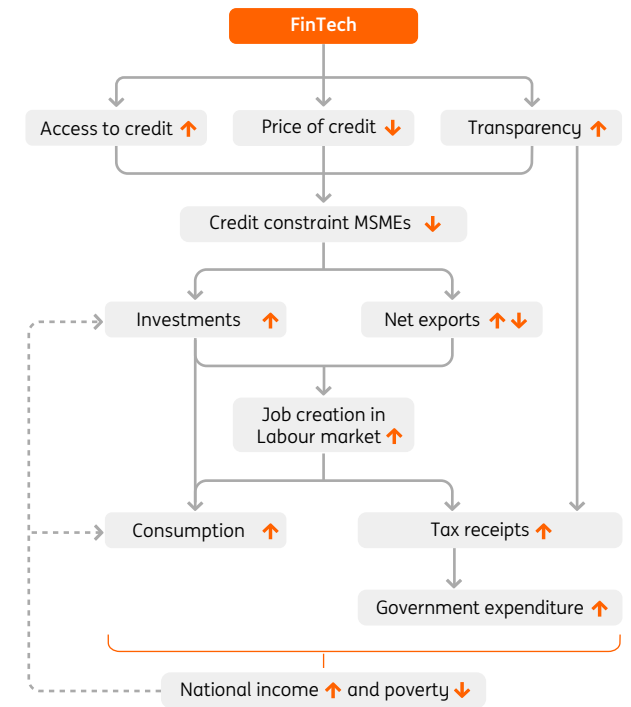 FinTech
Access to credit ↑
Price of credit ↓
Transparency ↑
Credit constraint MSMEs ↓
Investments ↑
Net exports ↑ ↓
Job creation in
Labour market ↑
Consumption ↑
Tax receipts ↑
Government expenditure ↑
National income ↑ and poverty ↓